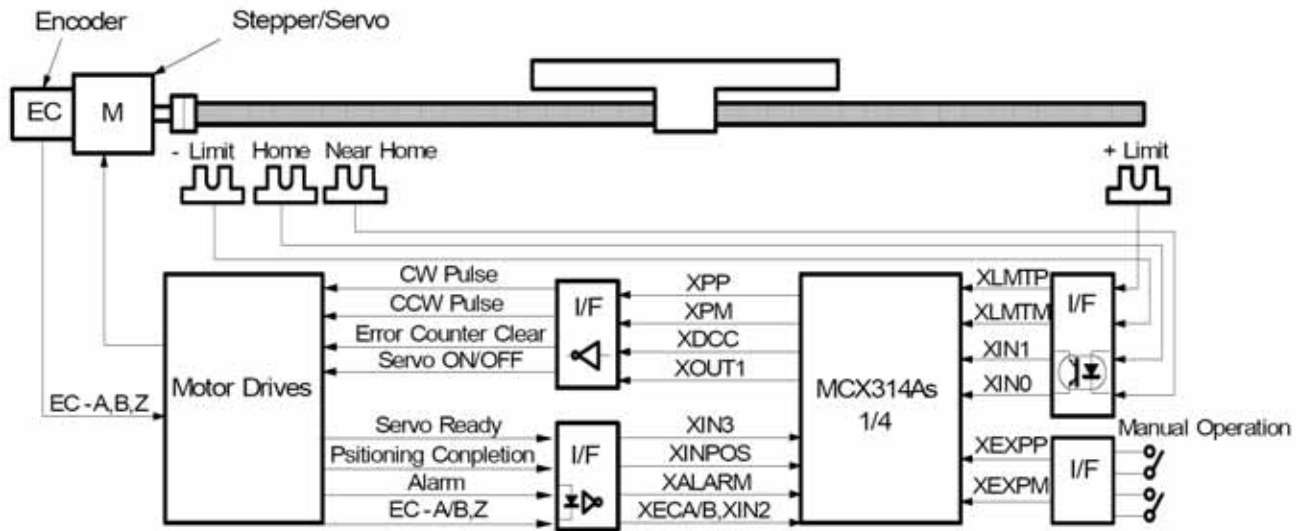 Encoder
Stepper/Servo
EC
M
- Limit
Home
Near Home
+ Limit
Motor Drives
CW Pulse
CCW Pulse
Error Counter Clear
Servo ON/OFF
I/F
XPP
XPM
XDCC
XOUT1
MCX314As
1/4
XLMTP
XLMTM
XIN1
XIN0
I/F
EC-A,B,Z
Servo Ready
Psitioning Conpletion
Alarm
EC-A/B,Z
I/F
XIN3
XINPOS
XALARM
XECA/B,XIN2
XEXPP
XEXPM
I/F
Manual Operation